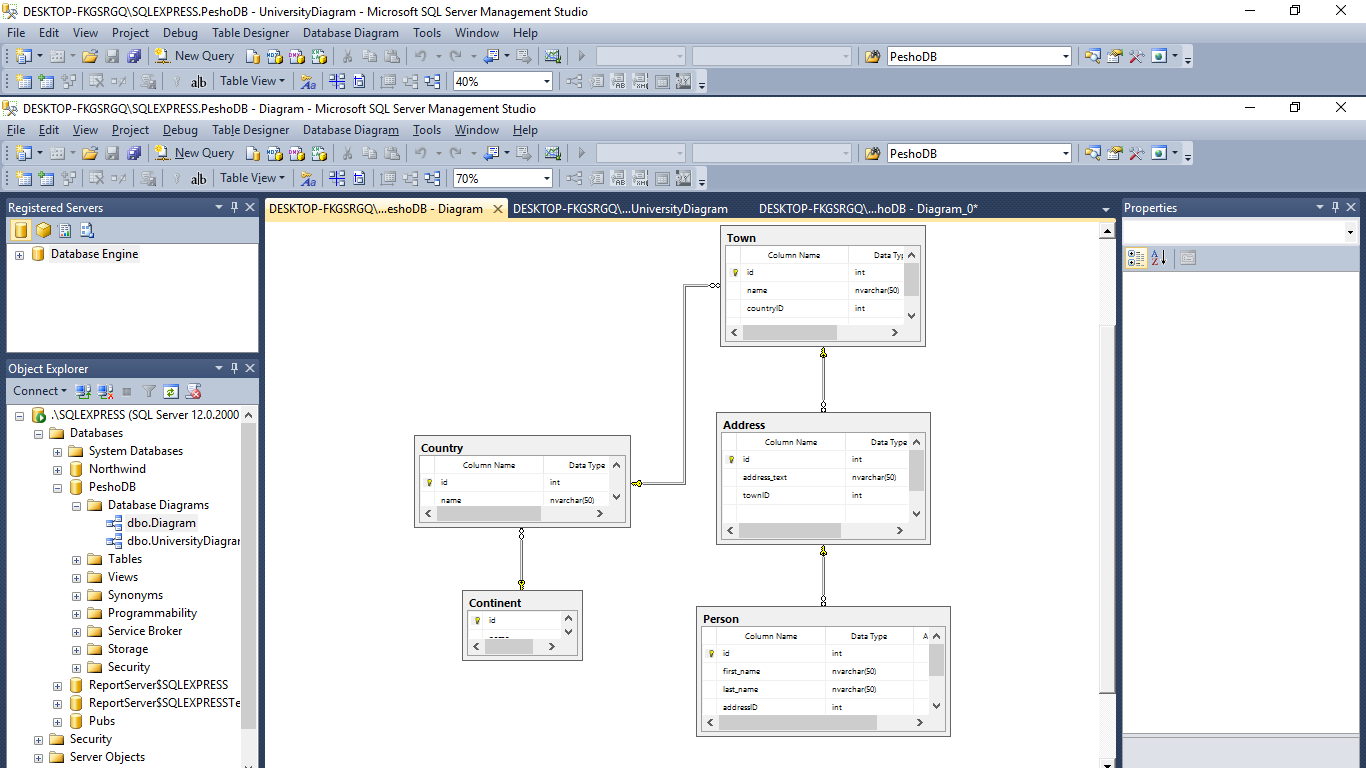 DESKTOP-FKGSRGQ\SQLEXPRESS.PeshoDB - UniversityDiagram - Microsoft SQL Server Management Studio
File Edit View Project Debug Table Designer Database Diagram Tools Window Help
New Query PeshoDB
Table View 40%
DESKTOP-FKGSRGQ\SQLEXPRESS.PeshoDB - Diagram - Microsoft SQL Server Management Studio
File Edit View Project Debug Table Designer Database Diagram Tools Window Help
New Query PeshoDB
Table View 70%
Registered Servers
Database Engine
Object Explorer
Connect
.\SQLEXPRESS (SQL Server 12.0.2000
Databases
System Databases
Northwind
PeshoDB
Database Diagrams
dbo.Diagram
dbo.UniversityDiagrar
Tables
Views
Synonyms
Programmability
Service Broker
Storage
Security
ReportServer$SQLEXPRESS
ReportServer$SQLEXPRESSTe
Pubs
Security
Server Objects
DESKTOP-FKGSRGQ\...eshoDB - Diagram DESKTOP-FKGSRGQ\...UniversityDiagram DESKTOP-FKGSRGQ\...hoDB - Diagram_0*
Town
Column Name Data Typ
id int
name nvarchar(50)
countryID int
Country
Column Name Data Type
id int
name nvarchar(50)
Address
Column Name Data Type
id int
address_text nvarchar(50)
townID int
Continent
id
Person
Column Name Data Type A
id int
first_name nvarchar(50)
last_name nvarchar(50)
addressID int
Properties